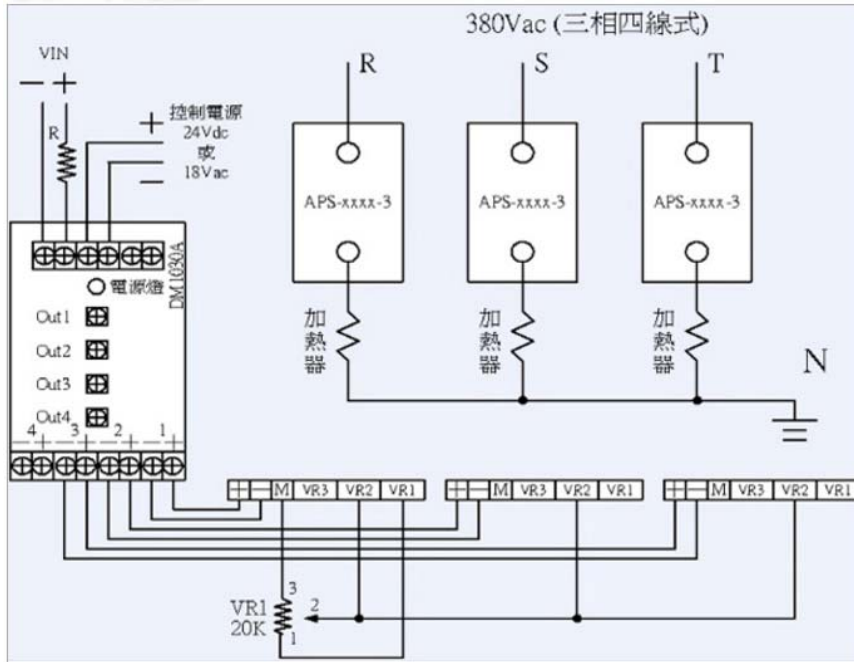 380Vac (三相四線式)
VIN
R
S
T
− +
R
+
控制電源
24Vdc
或
18Vac
−
APS-xxxx-3
APS-xxxx-3
APS-xxxx-3
DM1030A
電源燈
Out1
Out2
Out3
Out4
加熱器
加熱器
加熱器
N
4 3 2 1
− + − + − + − +
+ − M VR3 VR2 VR1
+ − M VR3 VR2 VR1
+ − M VR3 VR2 VR1
3
VR1
20K
2
1